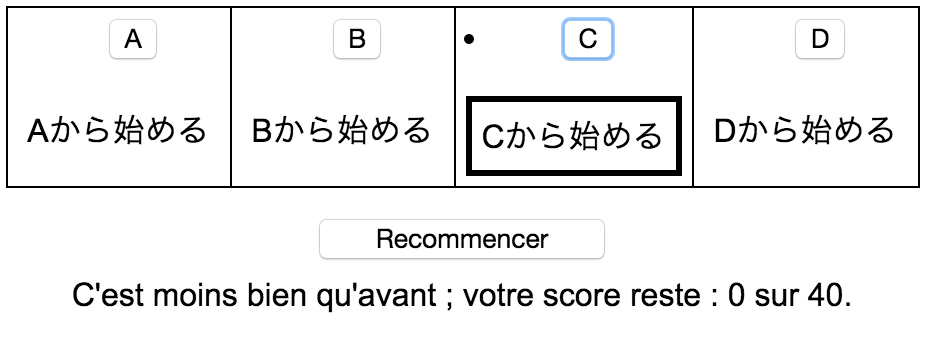 A B C D
Aから始める Bから始める Cから始める Dから始める
Recommencer
C'est moins bien qu'avant ; votre score reste : 0 sur 40.